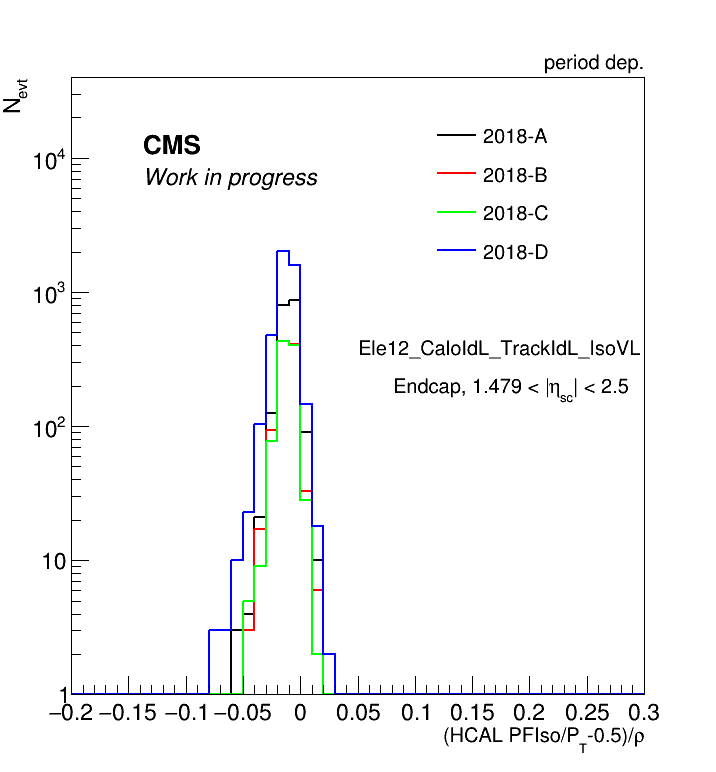 period dep.
N_evt
CMS
Work in progress
2018-A
2018-B
2018-C
2018-D
Ele12_CaloIdL_TrackIdL_IsoVL
Endcap, 1.479 < |η_sc| < 2.5
10^4
10^3
10^2
10
1
−0.2 −0.15 −0.1 −0.05 0 0.05 0.1 0.15 0.2 0.25 0.3
(HCAL PFIso/P_T-0.5)/ρ